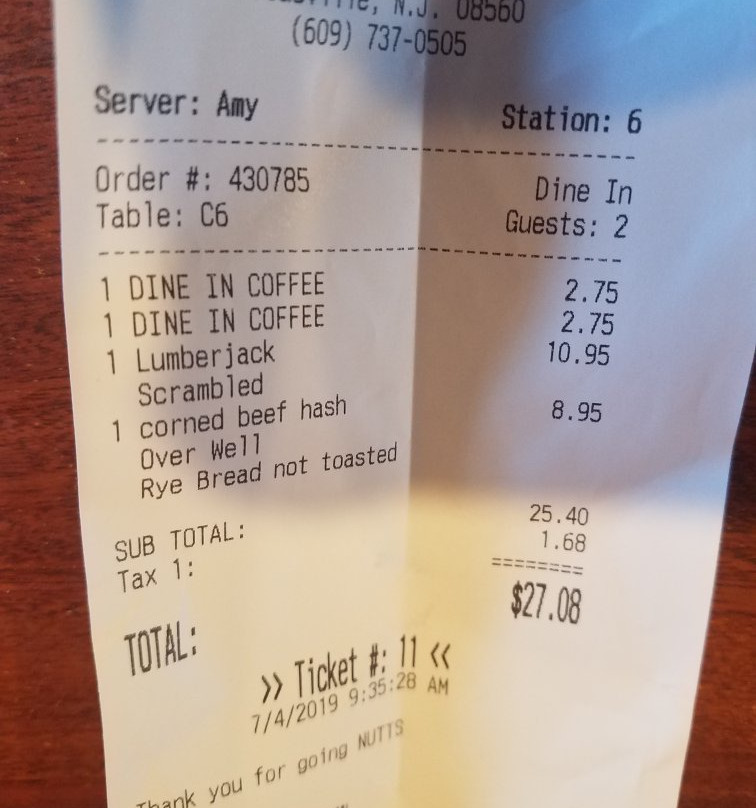 N.J. 08560
(609) 737-0505
Server: Amy Station: 6
Order #: 430785 Dine In
Table: C6 Guests: 2
1 DINE IN COFFEE 2.75
1 DINE IN COFFEE 2.75
1 Lumberjack 10.95
Scrambled
1 corned beef hash 8.95
Over Well
Rye Bread not toasted
SUB TOTAL: 25.40
Tax 1: 1.68
========
TOTAL: $27.08
>> Ticket #: 11 <<
7/4/2019 9:35:28 AM
Thank you for going NUTTS